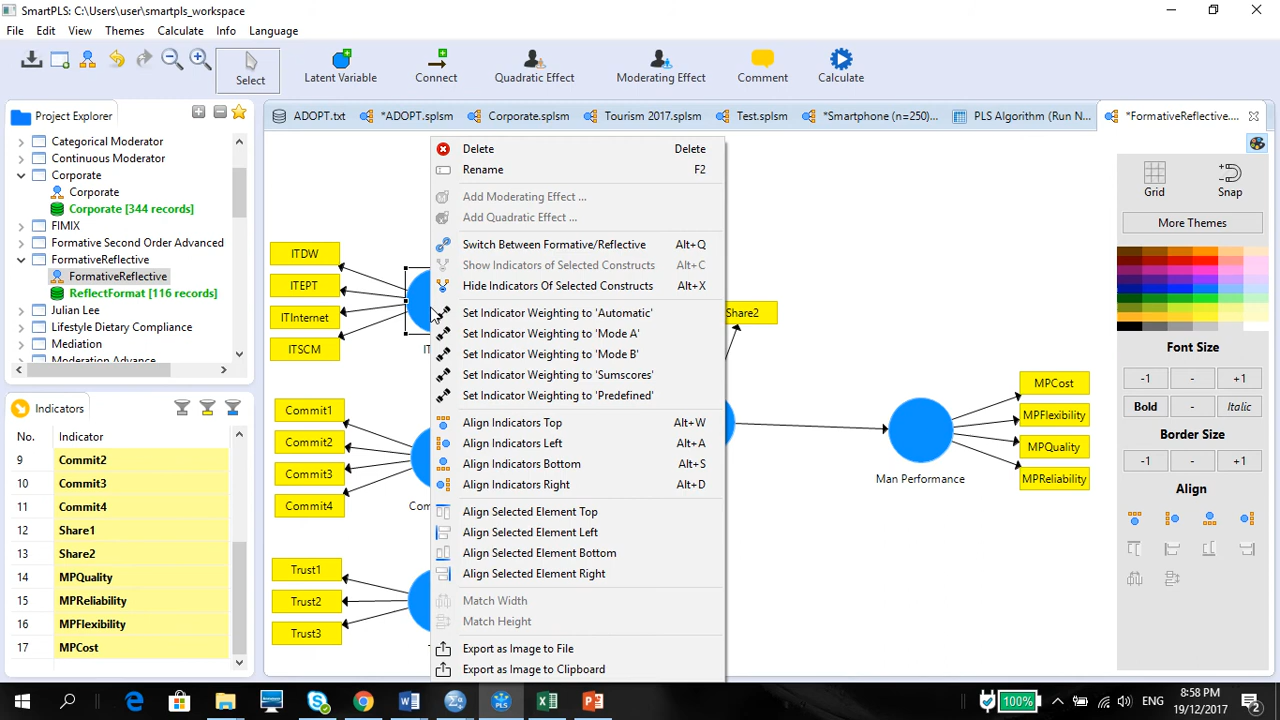 SmartPLS: C:\Users\user\smartpls_workspace
File Edit View Themes Calculate Info Language
Select
Latent Variable
Connect
Quadratic Effect
Moderating Effect
Comment
Calculate
Project Explorer
Categorical Moderator
Continuous Moderator
Corporate
Corporate
Corporate [344 records]
FIMIX
Formative Second Order Advanced
FormativeReflective
FormativeReflective
ReflectFormat [116 records]
Julian Lee
Lifestyle Dietary Containment
Mediation
Moderated Mediation
Indicators
No. Indicator
9 Commit2
10 Commit3
11 Commit4
12 Share1
13 Share2
14 MPQuality
15 MPReliability
16 MPFlexibility
17 MPCost
ADOPT.txt
*ADOPT.splsm
Corporate.splsm
Tourism 2017.splsm
Test.splsm
*Smartphone (n=250)...
PLS Algorithm (Run N...
*FormativeReflective....
ITDW
ITEPT
ITInternet
ITSCM
IT
Commit1
Commit2
Commit3
Commit4
Com
Trust1
Trust2
Trust3
Delete Delete
Rename F2
Add Moderating Effect ...
Add Quadratic Effect ...
Switch Between Formative/Reflective Alt+Q
Show Indicators of Selected Constructs Alt+C
Hide Indicators Of Selected Constructs Alt+X
Set Indicator Weighting to 'Automatic'
Set Indicator Weighting to 'Mode A'
Set Indicator Weighting to 'Mode B'
Set Indicator Weighting to 'Sumscores'
Set Indicator Weighting to 'Predefined'
Align Indicators Top Alt+W
Align Indicators Left Alt+A
Align Indicators Bottom Alt+S
Align Indicators Right Alt+D
Align Selected Element Top
Align Selected Element Left
Align Selected Element Bottom
Align Selected Element Right
Match Width
Match Height
Export as Image to File
Export as Image to Clipboard
Share2
Man Performance
MPCost
MPFlexibility
MPQuality
MPReliability
Grid Snap
More Themes
Font Size
-1 - +1
Bold - Italic
Border Size
-1 - +1
Align
PLS
100%
ENG
8:58 PM
19/12/2017
2